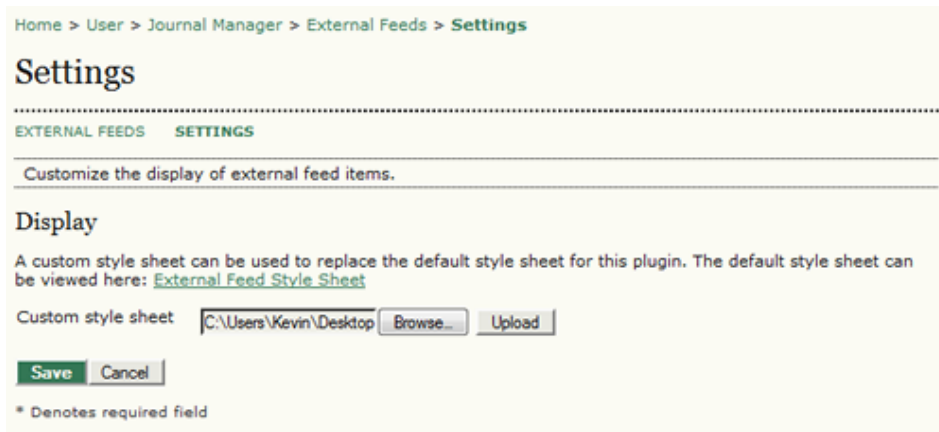 Home > User > Journal Manager > External Feeds > Settings
Settings
EXTERNAL FEEDS SETTINGS
Customize the display of external feed items.
Display
A custom style sheet can be used to replace the default style sheet for this plugin. The default style sheet can
be viewed here: External Feed Style Sheet
Custom style sheet C:\Users\Kevin\Desktop Browse... Upload
Save Cancel
* Denotes required field